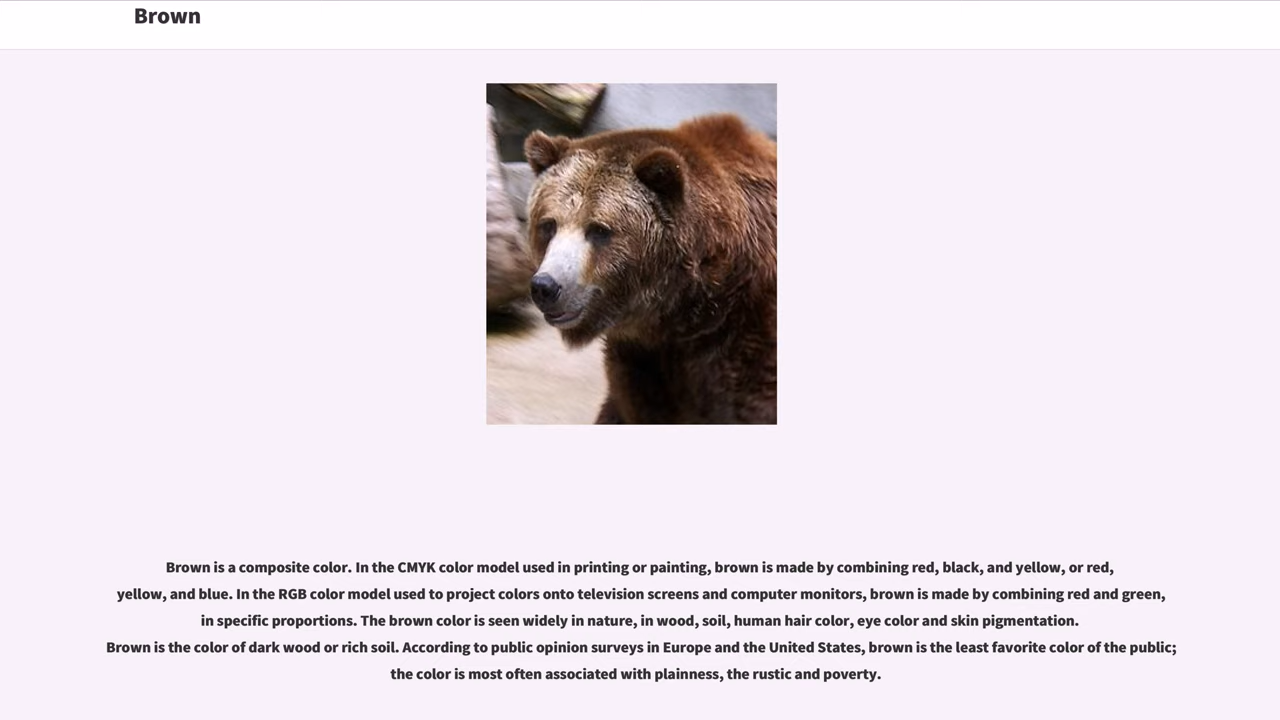 Brown
Brown is a composite color. In the CMYK color model used in printing or painting, brown is made by combining red, black, and yellow, or red,
yellow, and blue. In the RGB color model used to project colors onto television screens and computer monitors, brown is made by combining red and green,
in specific proportions. The brown color is seen widely in nature, in wood, soil, human hair color, eye color and skin pigmentation.
Brown is the color of dark wood or rich soil. According to public opinion surveys in Europe and the United States, brown is the least favorite color of the public;
the color is most often associated with plainness, the rustic and poverty.